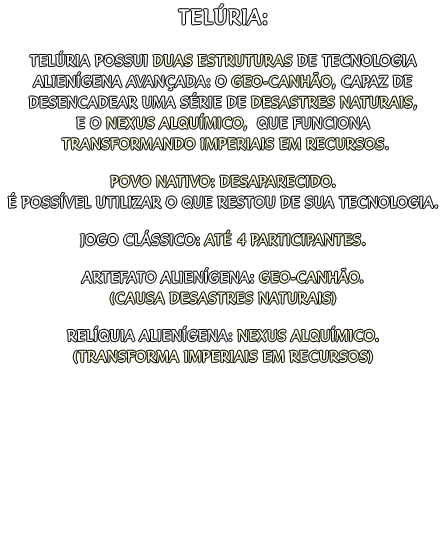 TELÚRIA:
TELÚRIA POSSUI DUAS ESTRUTURAS DE TECNOLOGIA
ALIENÍGENA AVANÇADA: O GEO-CANHÃO, CAPAZ DE
DESENCADEAR UMA SÉRIE DE DESASTRES NATURAIS,
E O NEXUS ALQUÍMICO, QUE FUNCIONA
TRANSFORMANDO IMPERIAIS EM RECURSOS.
POVO NATIVO: DESAPARECIDO.
É POSSÍVEL UTILIZAR O QUE RESTOU DE SUA TECNOLOGIA.
JOGO CLÁSSICO: ATÉ 4 PARTICIPANTES.
ARTEFATO ALIENÍGENA: GEO-CANHÃO.
(CAUSA DESASTRES NATURAIS)
RELÍQUIA ALIENÍGENA: NEXUS ALQUÍMICO.
(TRANSFORMA IMPERIAIS EM RECURSOS)